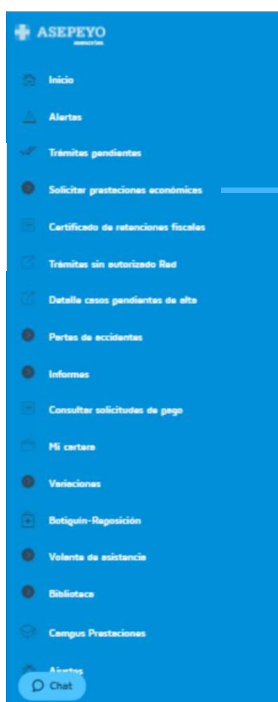 ASEPEYO
asesorías
Inicio
Alertas
Trámites pendientes
Solicitar prestaciones económicas
Certificado de retenciones fiscales
Trámites sin autorizado Red
Detalle casos pendientes de alta
Partes de accidentes
Informes
Consultar solicitudes de pago
Mi cartera
Variaciones
Botiquín-Reposición
Volante de asistencia
Biblioteca
Campus Prestaciones
Ajustes
Chat